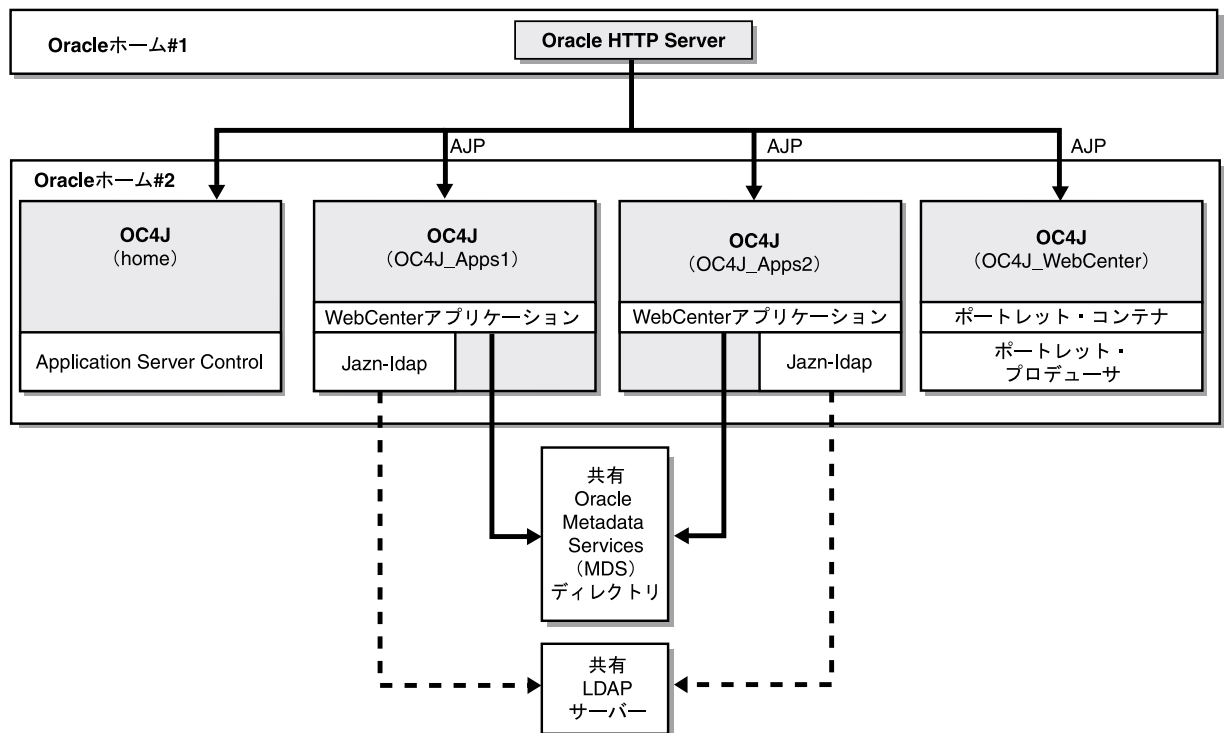 Oracleホーム#1
Oracle HTTP Server
AJP
AJP
AJP
Oracleホーム#2
OC4J
（home）
Application Server Control
OC4J
（OC4J_Apps1）
WebCenterアプリケーション
Jazn-ldap
OC4J
（OC4J_Apps2）
WebCenterアプリケーション
Jazn-ldap
OC4J
（OC4J_WebCenter）
ポートレット・コンテナ
ポートレット・
プロデューサ
共有
Oracle
Metadata
Services
（MDS）
ディレクトリ
共有
LDAP
サーバー